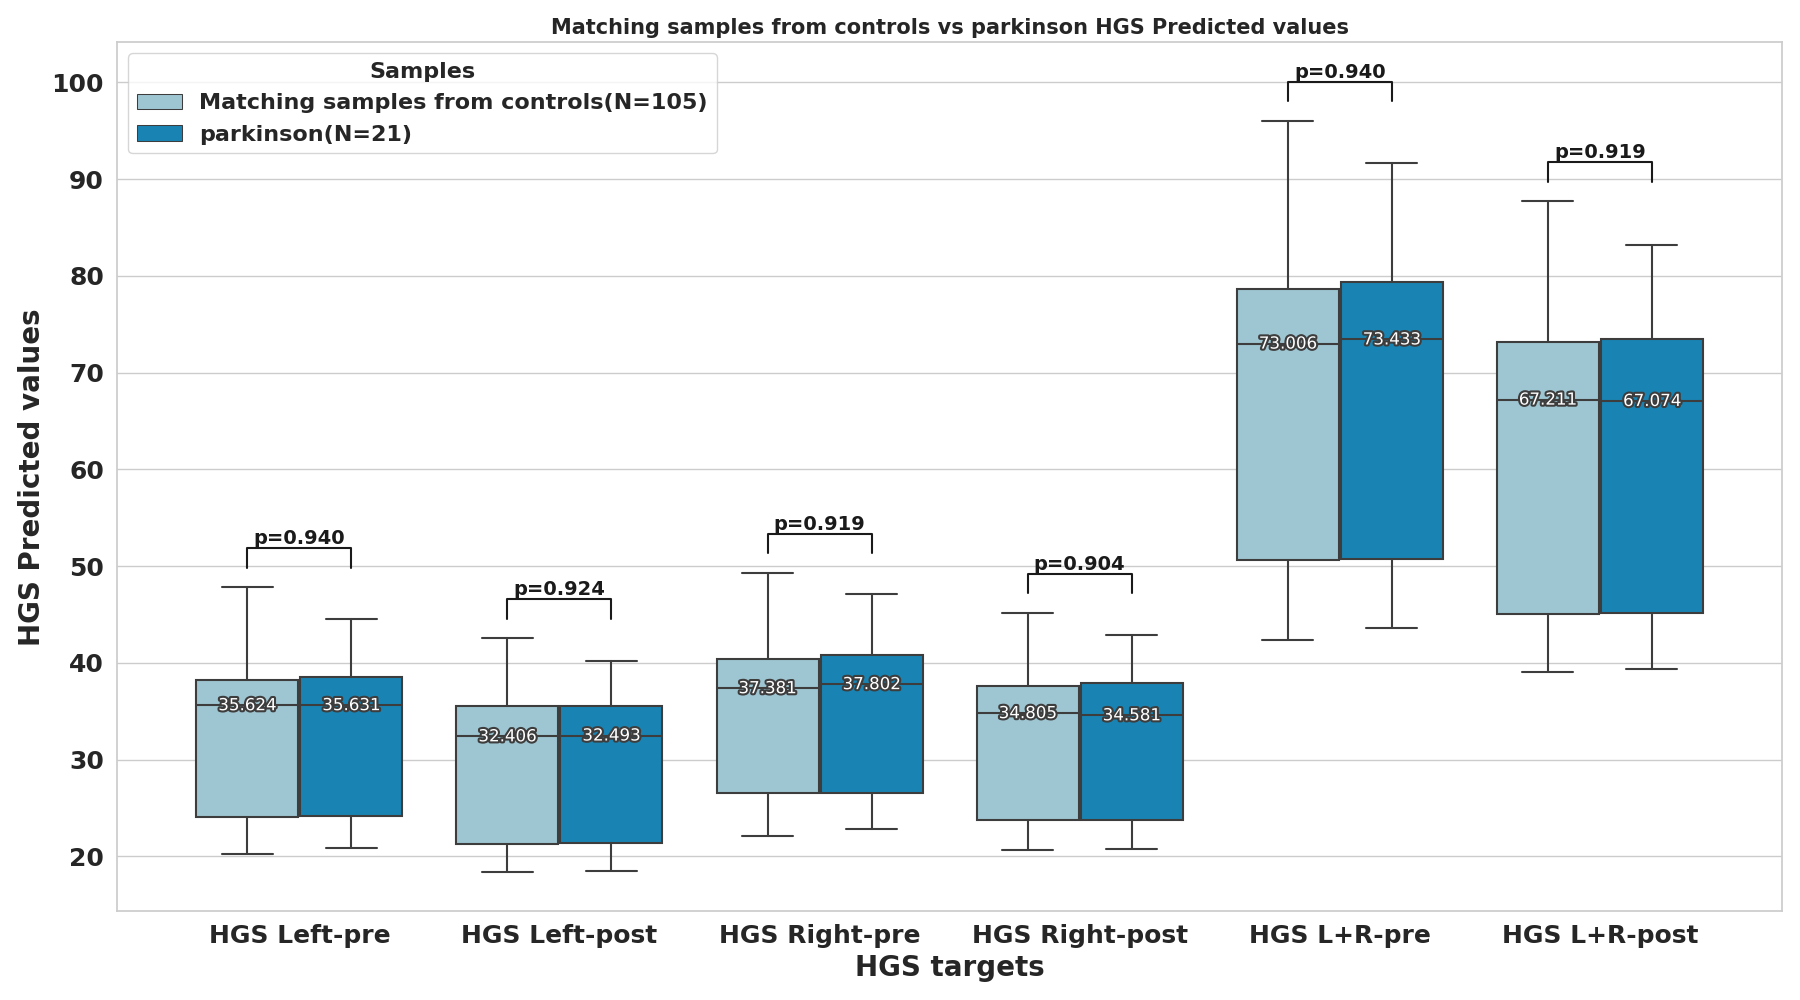 Matching samples from controls vs parkinson HGS Predicted values
Samples
Matching samples from controls(N=105)
parkinson(N=21)
HGS Predicted values
100
90
80
70
60
50
40
30
20
p=0.940
p=0.924
p=0.919
p=0.904
p=0.940
p=0.919
35.624
35.631
32.406
32.493
37.381
37.802
34.805
34.581
73.006
73.433
67.211
67.074
HGS Left-pre
HGS Left-post
HGS Right-pre
HGS Right-post
HGS L+R-pre
HGS L+R-post
HGS targets